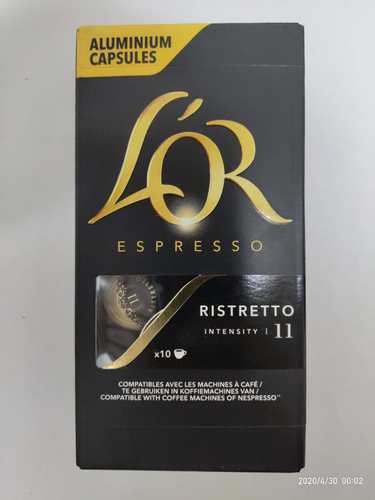 ALUMINIUM
CAPSULES
L'OR
ESPRESSO
11
RISTRETTO
INTENSITY | 11
x10
COMPATIBLES AVEC LES MACHINES À CAFÉ /
TE GEBRUIKEN IN KOFFIEMACHINES VAN /
COMPATIBLE WITH COFFEE MACHINES OF NESPRESSO
2020/4/30 00:02